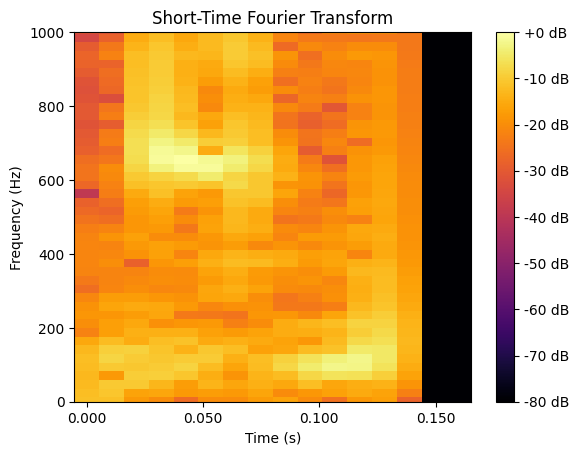 Short-Time Fourier Transform
1000
800
600
400
200
0
Frequency (Hz)
0.000
0.050
0.100
0.150
Time (s)
+0 dB
-10 dB
-20 dB
-30 dB
-40 dB
-50 dB
-60 dB
-70 dB
-80 dB